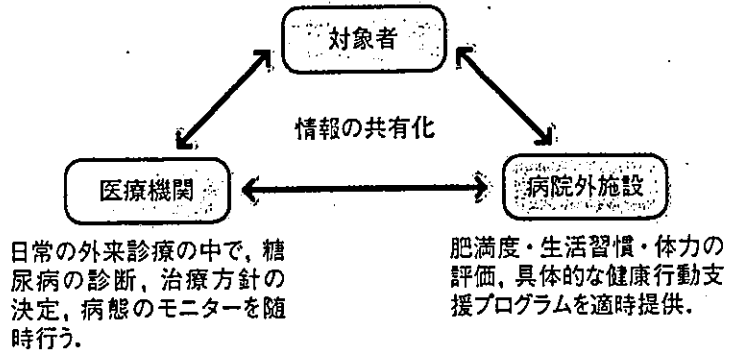 対象者
情報の共有化
医療機関
病院外施設
日常の外来診療の中で，糖
尿病の診断，治療方針の
決定，病態のモニターを随
時行う．
肥満度・生活習慣・体力の
評価，具体的な健康行動支
援プログラムを適時提供．